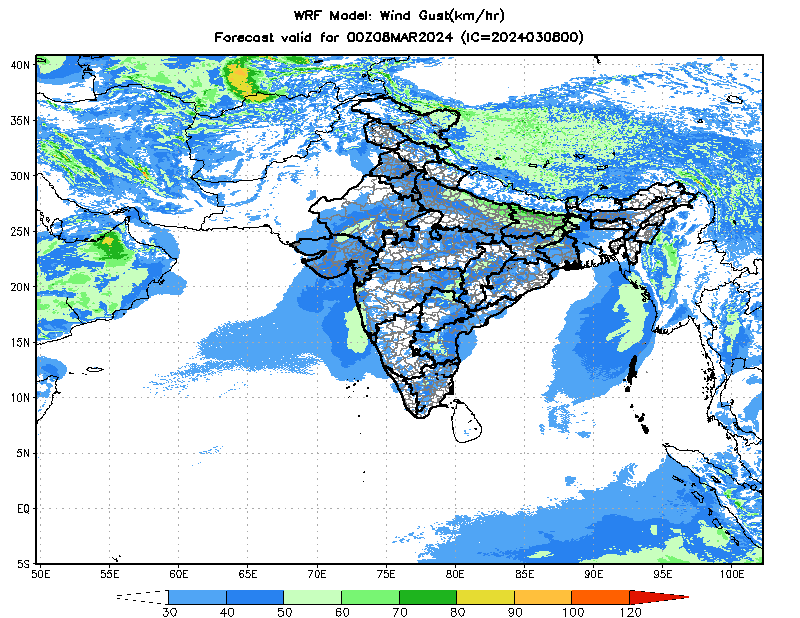 WRF Model: Wind Gust(km/hr)
Forecast valid for 00Z08MAR2024 (IC=2024030800)
40N
35N
30N
25N
20N
15N
10N
5N
EQ
5S
50E 55E 60E 65E 70E 75E 80E 85E 90E 95E 100E
30 40 50 60 70 80 90 100 120